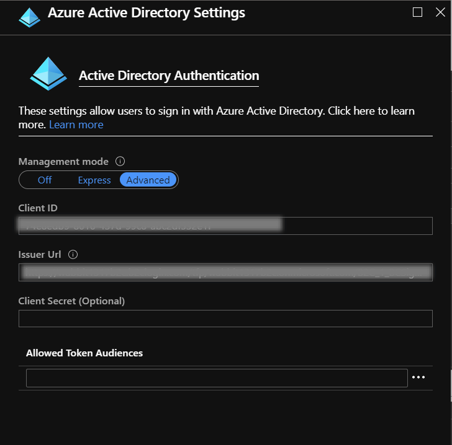 Azure Active Directory Settings
Active Directory Authentication
These settings allow users to sign in with Azure Active Directory. Click here to learn
more. Learn more
Management mode
Off Express Advanced
Client ID
Issuer Url
Client Secret (Optional)
Allowed Token Audiences